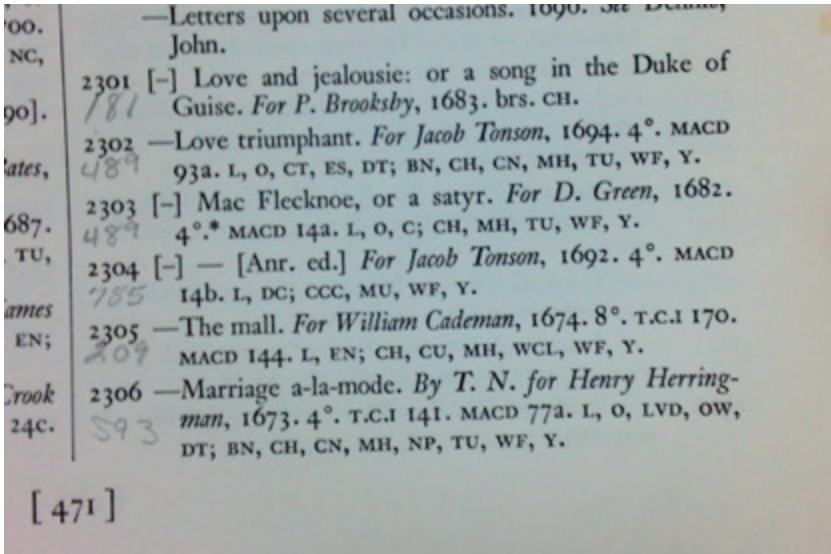 '00.
NC,
90].
ates,
687.
TU,
ames
EN;
Crook
24C.
—Letters upon several occasions. 1690. See Dennis,
John.
2301 [–] Love and jealousie: or a song in the Duke of
181 Guise. For P. Brooksby, 1683. brs. CH.
2302 —Love triumphant. For Jacob Tonson, 1694. 4°. MACD
489 93a. L, O, CT, ES, DT; BN, CH, CN, MH, TU, WF, Y.
2303 [–] Mac Flecknoe, or a satyr. For D. Green, 1682.
489 4°.* MACD 14a. L, O, C; CH, MH, TU, WF, Y.
2304 [–] — [Anr. ed.] For Jacob Tonson, 1692. 4°. MACD
785 14b. L, DC; CCC, MU, WF, Y.
2305 —The mall. For William Cademan, 1674. 8°. T.C.I 170.
209 MACD 144. L, EN; CH, CU, MH, WCL, WF, Y.
2306 —Marriage a-la-mode. By T. N. for Henry Herring-
593 man, 1673. 4°. T.C.I 141. MACD 77a. L, O, LVD, OW,
DT; BN, CH, CN, MH, NP, TU, WF, Y.
[ 471 ]